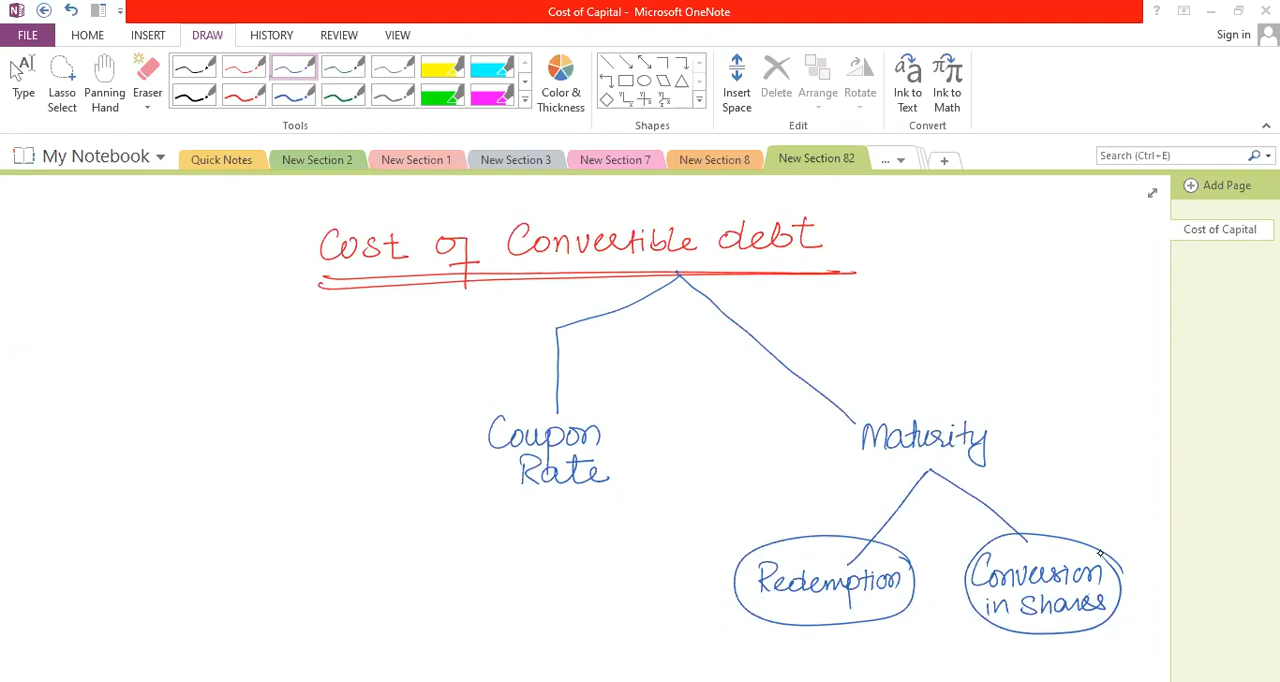 Cost of Capital - Microsoft OneNote
?
FILE HOME INSERT DRAW HISTORY REVIEW VIEW
Sign in
Type
Lasso Select
Panning Hand
Eraser
Color & Thickness
Insert Space
Delete
Arrange
Rotate
Ink to Text
Ink to Math
Tools
Shapes
Edit
Convert
My Notebook
Quick Notes
New Section 2
New Section 1
New Section 3
New Section 7
New Section 8
New Section 82
...
Search (Ctrl+E)
Add Page
Cost of Capital
Cost of Convertible debt
Coupon
Rate
Maturity
Redemption
Conversion
in Shares